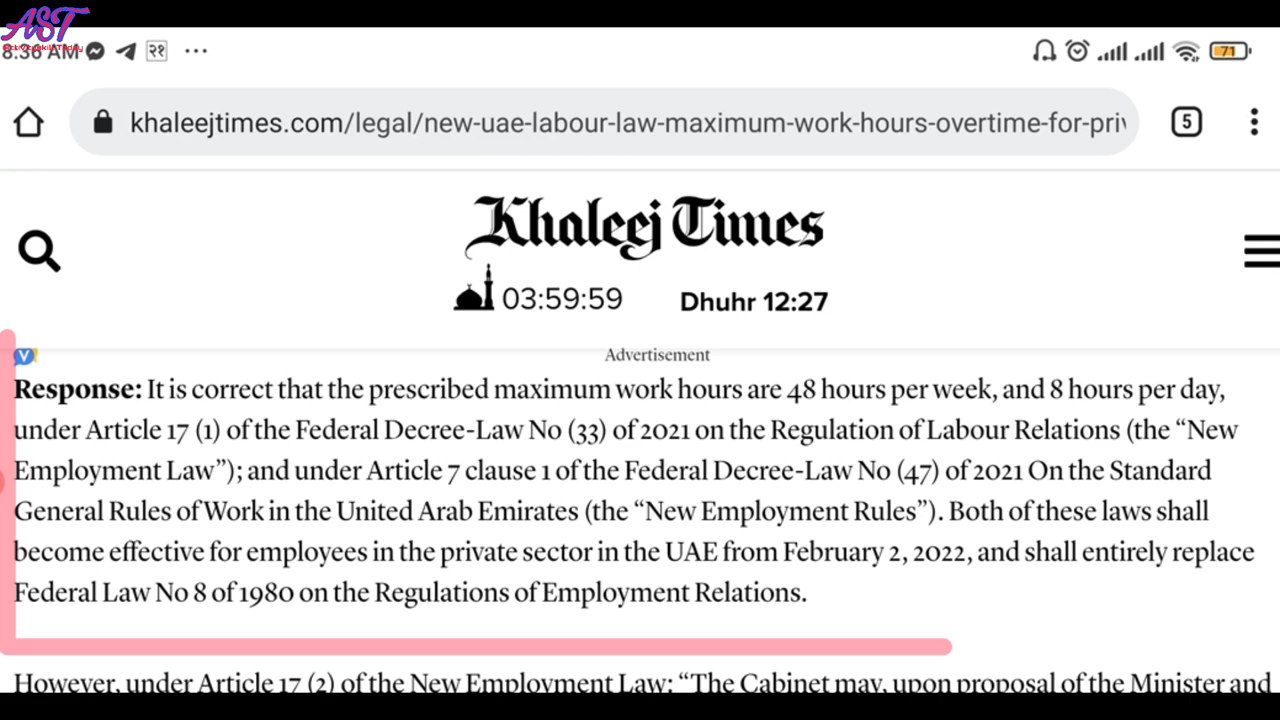 AST
8:36 AM २१ ...
71
khaleejtimes.com/legal/new-uae-labour-law-maximum-work-hours-overtime-for-priv
5
Khaleej Times
03:59:59 Dhuhr 12:27
Advertisement
Response: It is correct that the prescribed maximum work hours are 48 hours per week, and 8 hours per day,
under Article 17 (1) of the Federal Decree-Law No (33) of 2021 on the Regulation of Labour Relations (the “New
Employment Law”); and under Article 7 clause 1 of the Federal Decree-Law No (47) of 2021 On the Standard
General Rules of Work in the United Arab Emirates (the “New Employment Rules”). Both of these laws shall
become effective for employees in the private sector in the UAE from February 2, 2022, and shall entirely replace
Federal Law No 8 of 1980 on the Regulations of Employment Relations.
However, under Article 17 (2) of the New Employment Law: “The Cabinet may, upon proposal of the Minister and